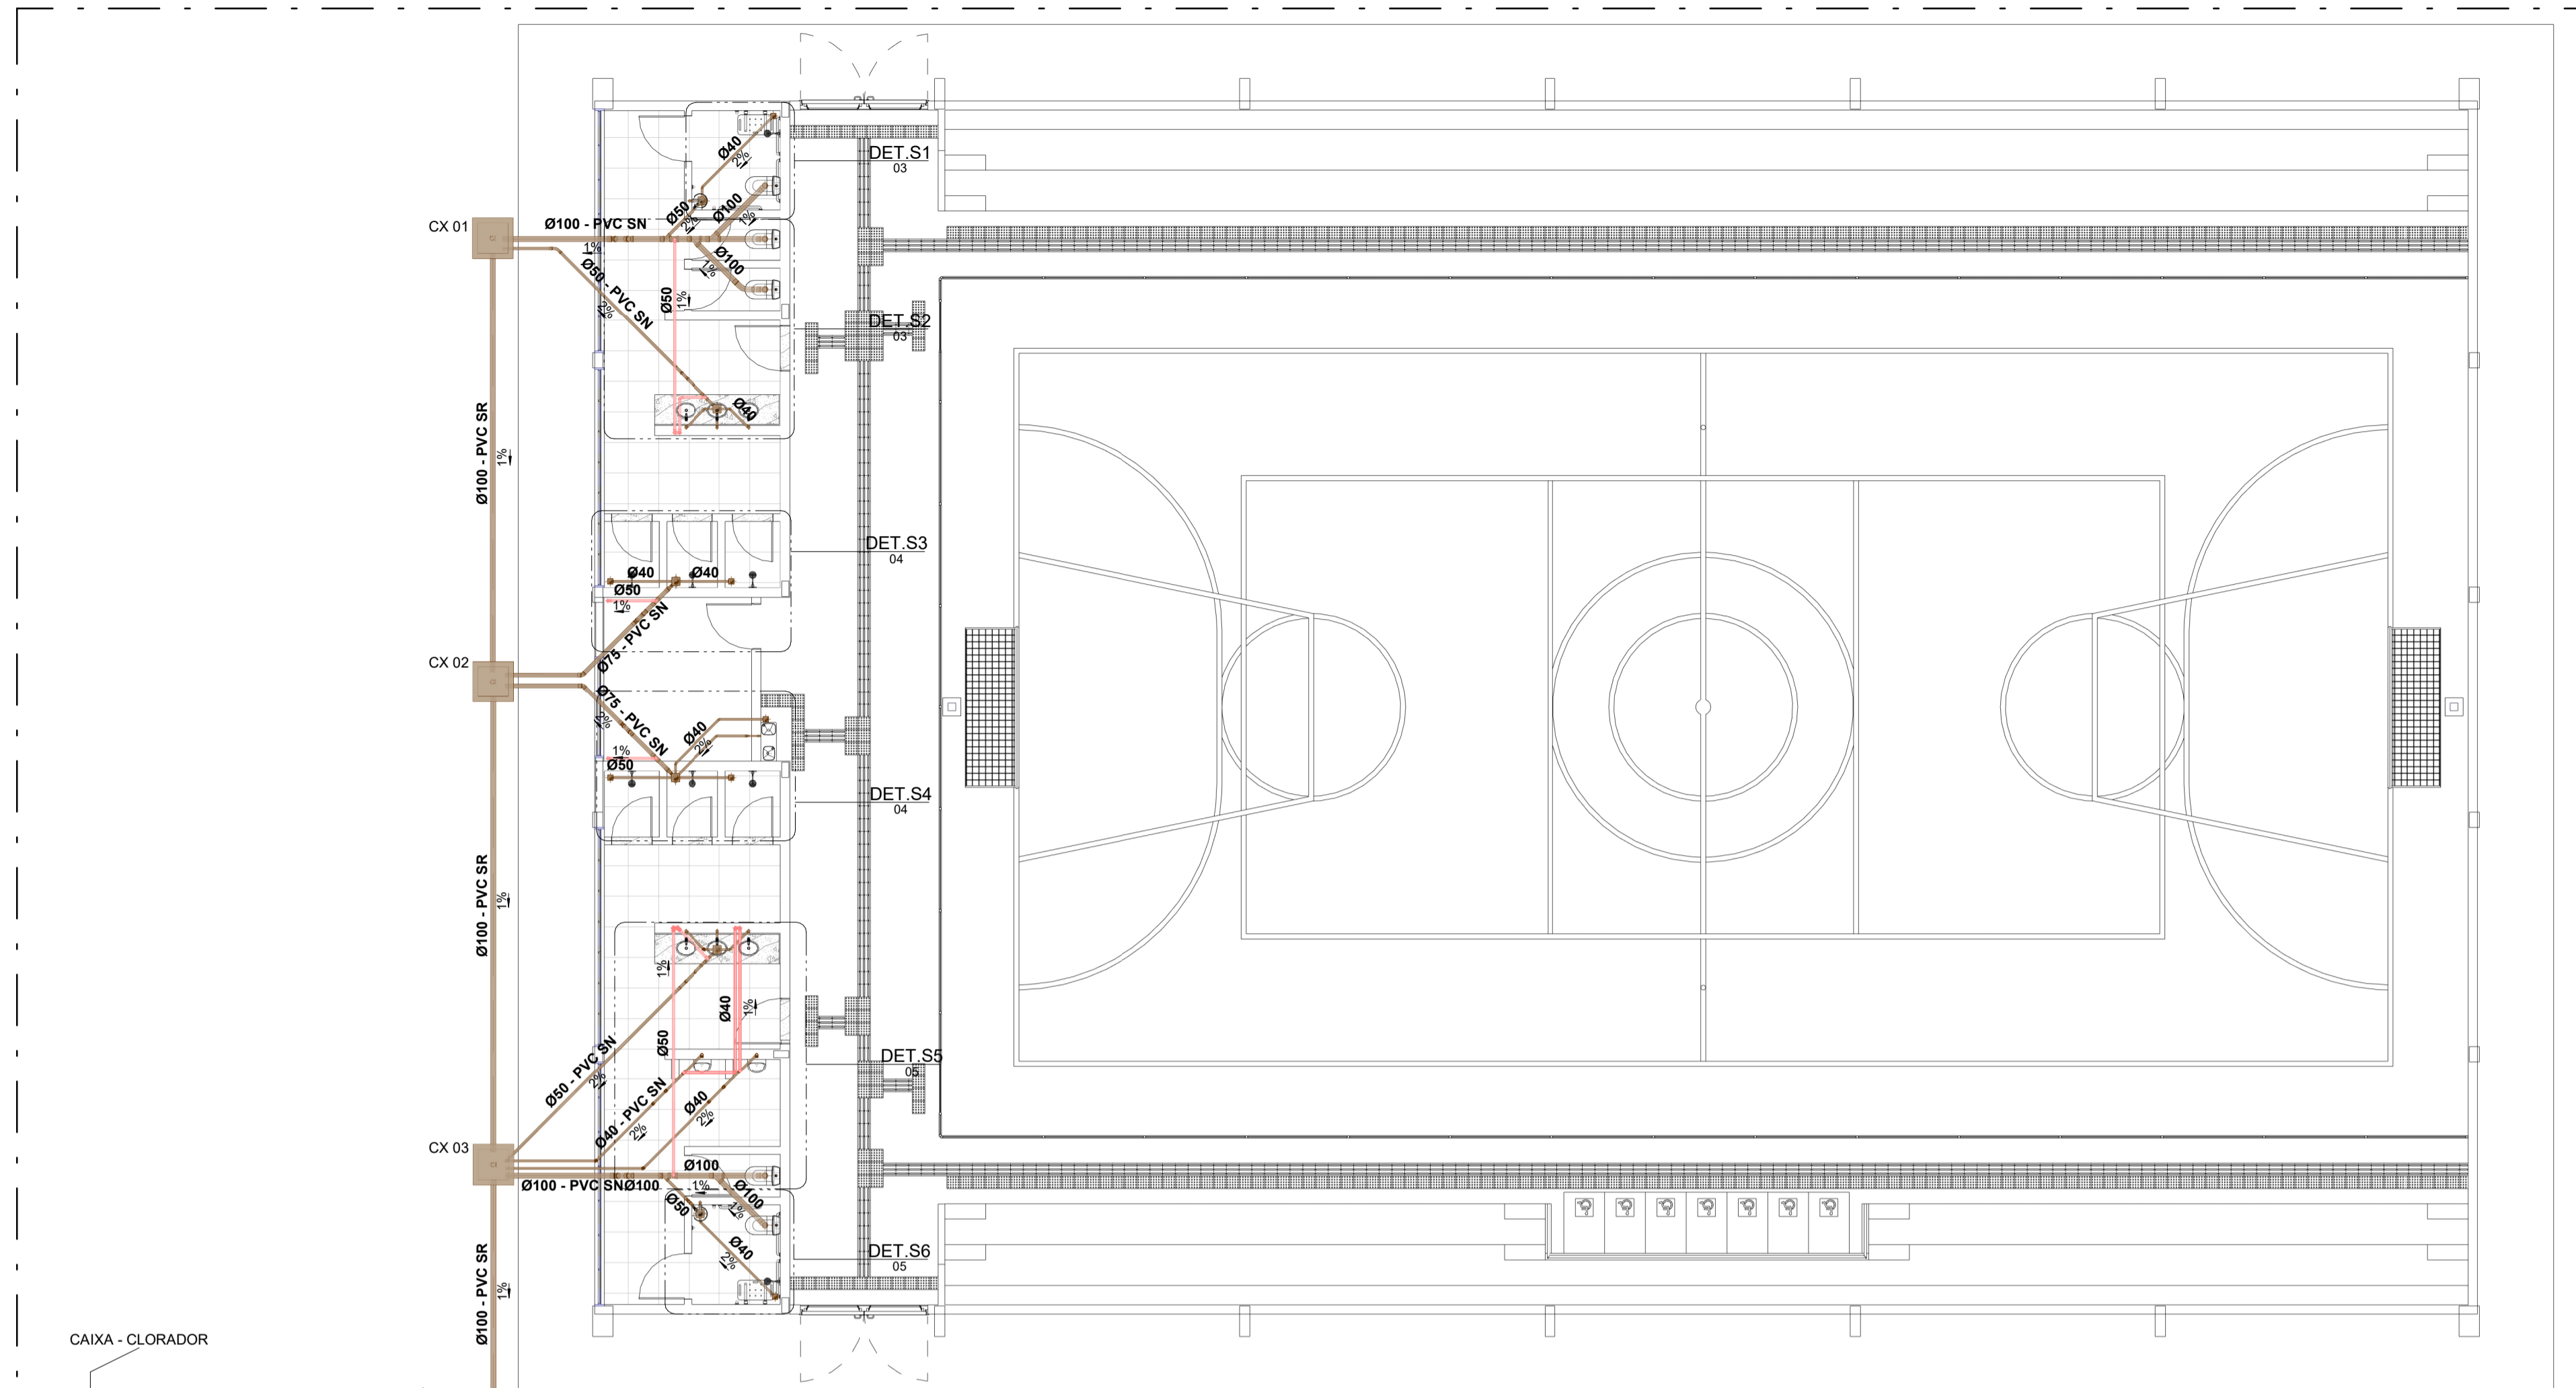 Ø40
2%
DET.S1
03
CX 01
Ø100 - PVC SN
1%
Ø50
2%
Ø100
1%
Ø100
1%
Ø50 - PVC SN
2%
Ø50
1%
DET.S2
03
Ø40
Ø100 - PVC SR
1%
DET.S3
04
Ø40
Ø40
Ø50
1%
Ø75 - PVC SN
CX 02
Ø75 - PVC SN
2%
Ø40
2%
1%
Ø50
DET.S4
04
Ø100 - PVC SR
1%
1%
Ø40
1%
Ø50
Ø50 - PVC SN
2%
DET.S5
05
Ø40 - PVC SN
2%
Ø40
2%
CX 03
Ø100
Ø100 - PVC SN
Ø100
1%
Ø100
1%
Ø50
Ø40
2%
DET.S6
05
Ø100 - PVC SR
1%
CAIXA - CLORADOR